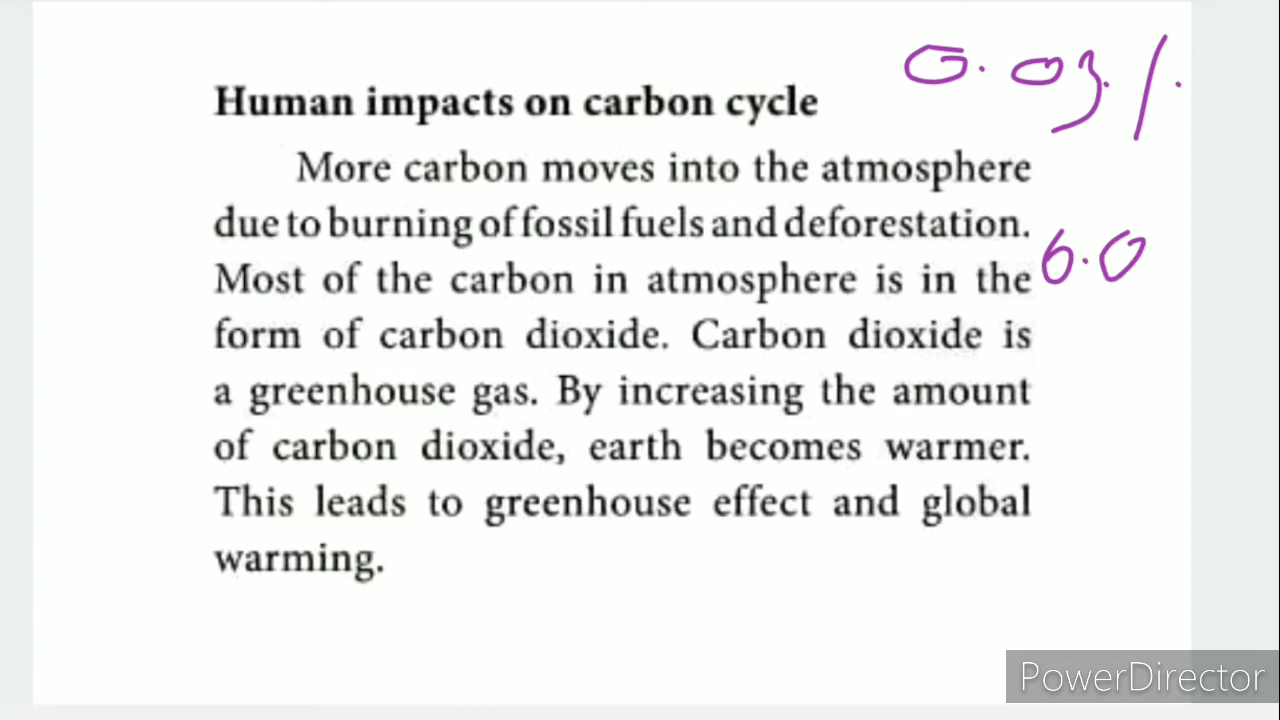 0.03%
Human impacts on carbon cycle
More carbon moves into the atmosphere
due to burning of fossil fuels and deforestation.
Most of the carbon in atmosphere is in the
0.0
form of carbon dioxide. Carbon dioxide is
a greenhouse gas. By increasing the amount
of carbon dioxide, earth becomes warmer.
This leads to greenhouse effect and global
warming.
PowerDirector